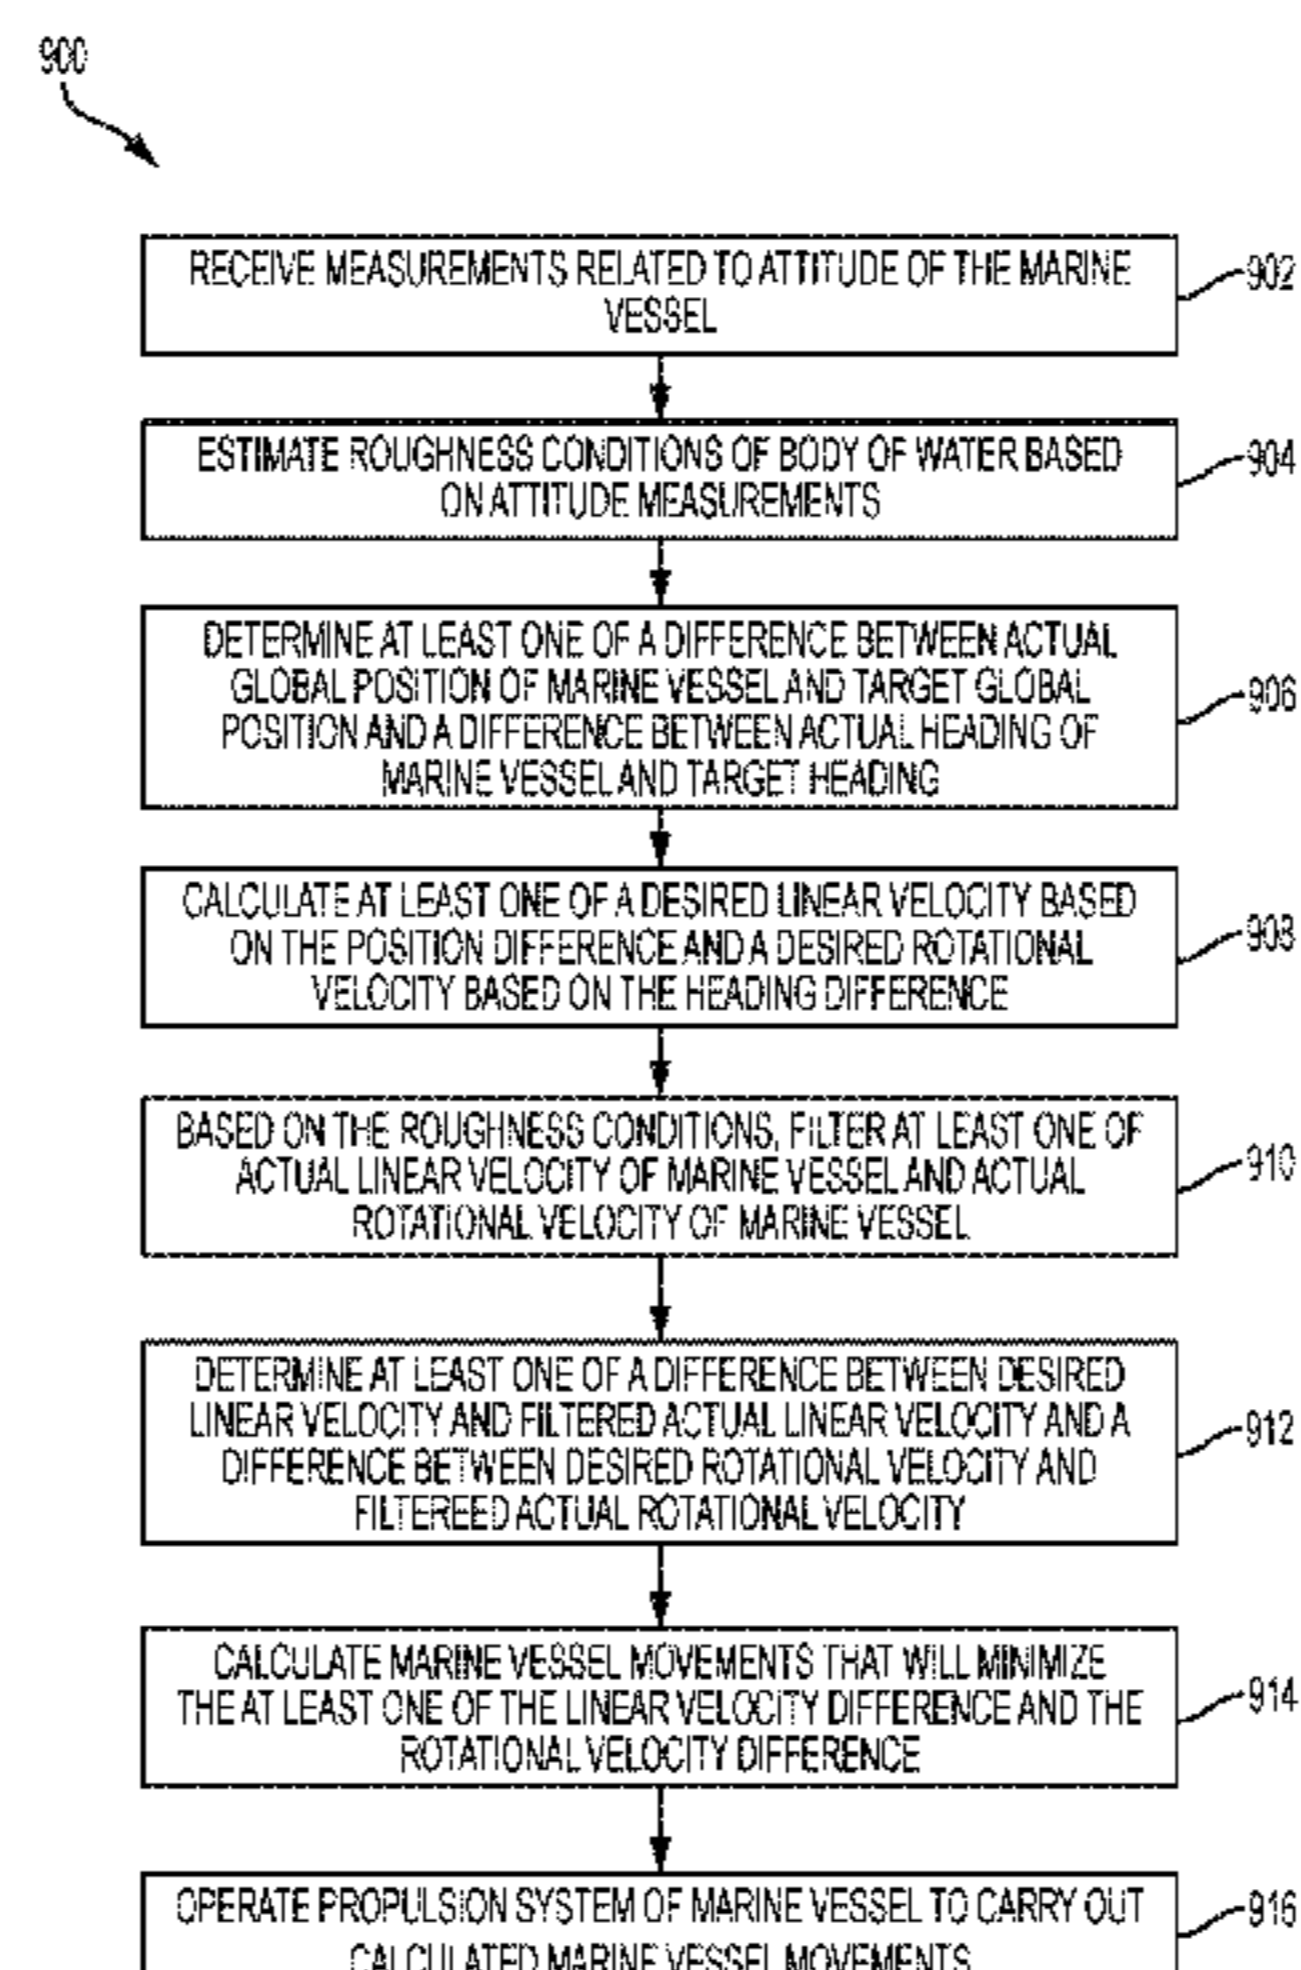 900
RECEIVE MEASUREMENTS RELATED TO ATTITUDE OF THE MARINE
VESSEL
902
ESTIMATE ROUGHNESS CONDITIONS OF BODY OF WATER BASED
ON ATTITUDE MEASUREMENTS
904
DETERMINE AT LEAST ONE OF A DIFFERENCE BETWEEN ACTUAL
GLOBAL POSITION OF MARINE VESSEL AND TARGET GLOBAL
POSITION AND A DIFFERENCE BETWEEN ACTUAL HEADING OF
MARINE VESSEL AND TARGET HEADING
906
CALCULATE AT LEAST ONE OF A DESIRED LINEAR VELOCITY BASED
ON THE POSITION DIFFERENCE AND A DESIRED ROTATIONAL
VELOCITY BASED ON THE HEADING DIFFERENCE
908
BASED ON THE ROUGHNESS CONDITIONS, FILTER AT LEAST ONE OF
ACTUAL LINEAR VELOCITY OF MARINE VESSEL AND ACTUAL
ROTATIONAL VELOCITY OF MARINE VESSEL
910
DETERMINE AT LEAST ONE OF A DIFFERENCE BETWEEN DESIRED
LINEAR VELOCITY AND FILTERED ACTUAL LINEAR VELOCITY AND A
DIFFERENCE BETWEEN DESIRED ROTATIONAL VELOCITY AND
FILTEREED ACTUAL ROTATIONAL VELOCITY
912
CALCULATE MARINE VESSEL MOVEMENTS THAT WILL MINIMIZE
THE AT LEAST ONE OF THE LINEAR VELOCITY DIFFERENCE AND THE
ROTATIONAL VELOCITY DIFFERENCE
914
OPERATE PROPULSION SYSTEM OF MARINE VESSEL TO CARRY OUT
CALCULATED MARINE VESSEL MOVEMENTS
916